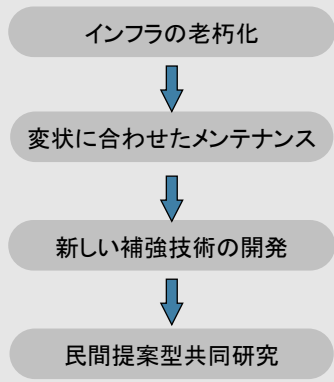 インフラの老朽化
変状に合わせたメンテナンス
新しい補強技術の開発
民間提案型共同研究